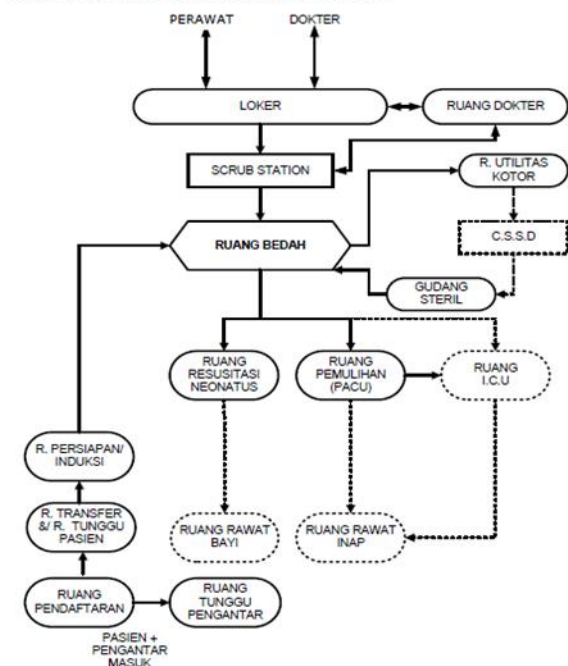 PERAWAT
DOKTER
LOKER
RUANG DOKTER
SCRUB STATION
R. UTILITAS
KOTOR
RUANG BEDAH
C.S.S.D
GUDANG
STERIL
RUANG
RESUSITASI
NEONATUS
RUANG
PEMULIHAN
(PACU)
RUANG
I.C.U
R. PERSIAPAN/
INDUKSI
R. TRANSFER
&/ R. TUNGGU
PASIEN
RUANG RAWAT
BAYI
RUANG RAWAT
INAP
RUANG
PENDAFTARAN
RUANG
TUNGGU
PENGANTAR
PASIEN +
PENGANTAR
MASUK